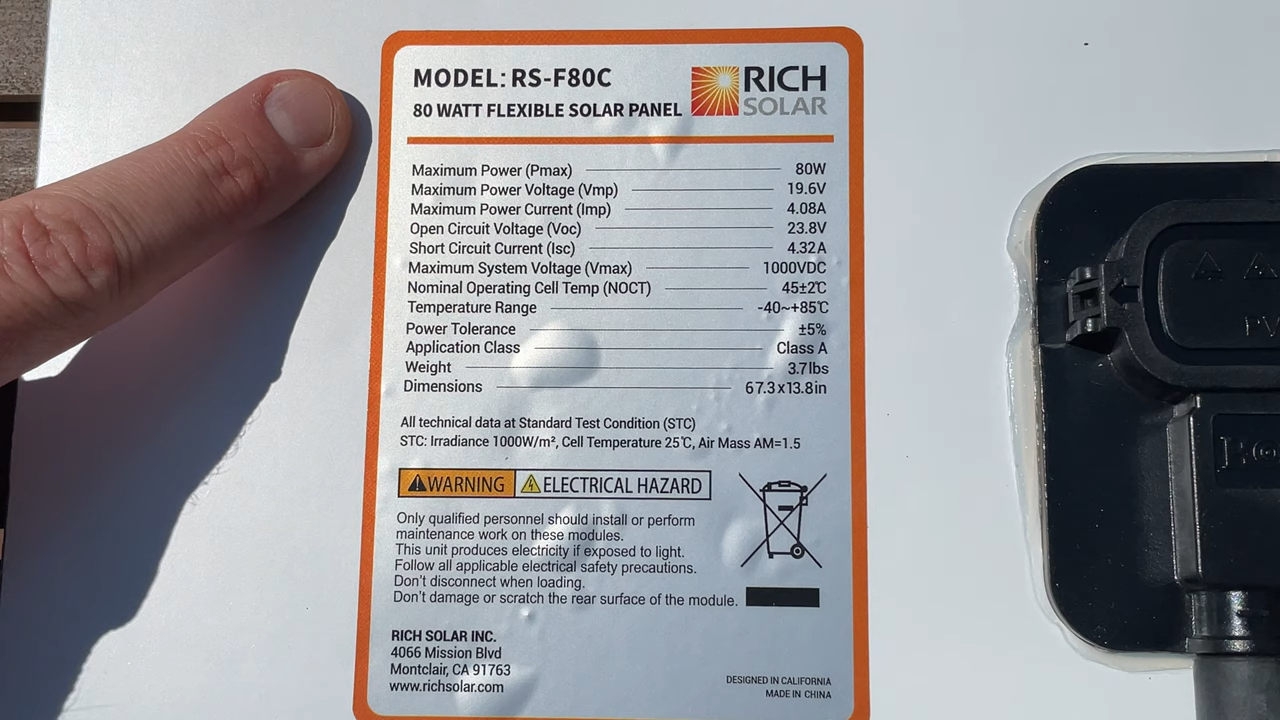 MODEL: RS-F80C
80 WATT FLEXIBLE SOLAR PANEL
RICH
SOLAR
Maximum Power (Pmax) 80W
Maximum Power Voltage (Vmp) 19.6V
Maximum Power Current (Imp) 4.08A
Open Circuit Voltage (Voc) 23.8V
Short Circuit Current (Isc) 4.32A
Maximum System Voltage (Vmax) 1000VDC
Nominal Operating Cell Temp (NOCT) 45±2℃
Temperature Range -40~+85℃
Power Tolerance ±5%
Application Class Class A
Weight 3.7lbs
Dimensions 67.3x13.8in
All technical data at Standard Test Condition (STC)
STC: Irradiance 1000W/m², Cell Temperature 25℃, Air Mass AM=1.5
WARNING ELECTRICAL HAZARD
Only qualified personnel should install or perform
maintenance work on these modules.
This unit produces electricity if exposed to light.
Follow all applicable electrical safety precautions.
Don't disconnect when loading.
Don't damage or scratch the rear surface of the module.
RICH SOLAR INC.
4066 Mission Blvd
Montclair, CA 91763
www.richsolar.com
DESIGNED IN CALIFORNIA
MADE IN CHINA